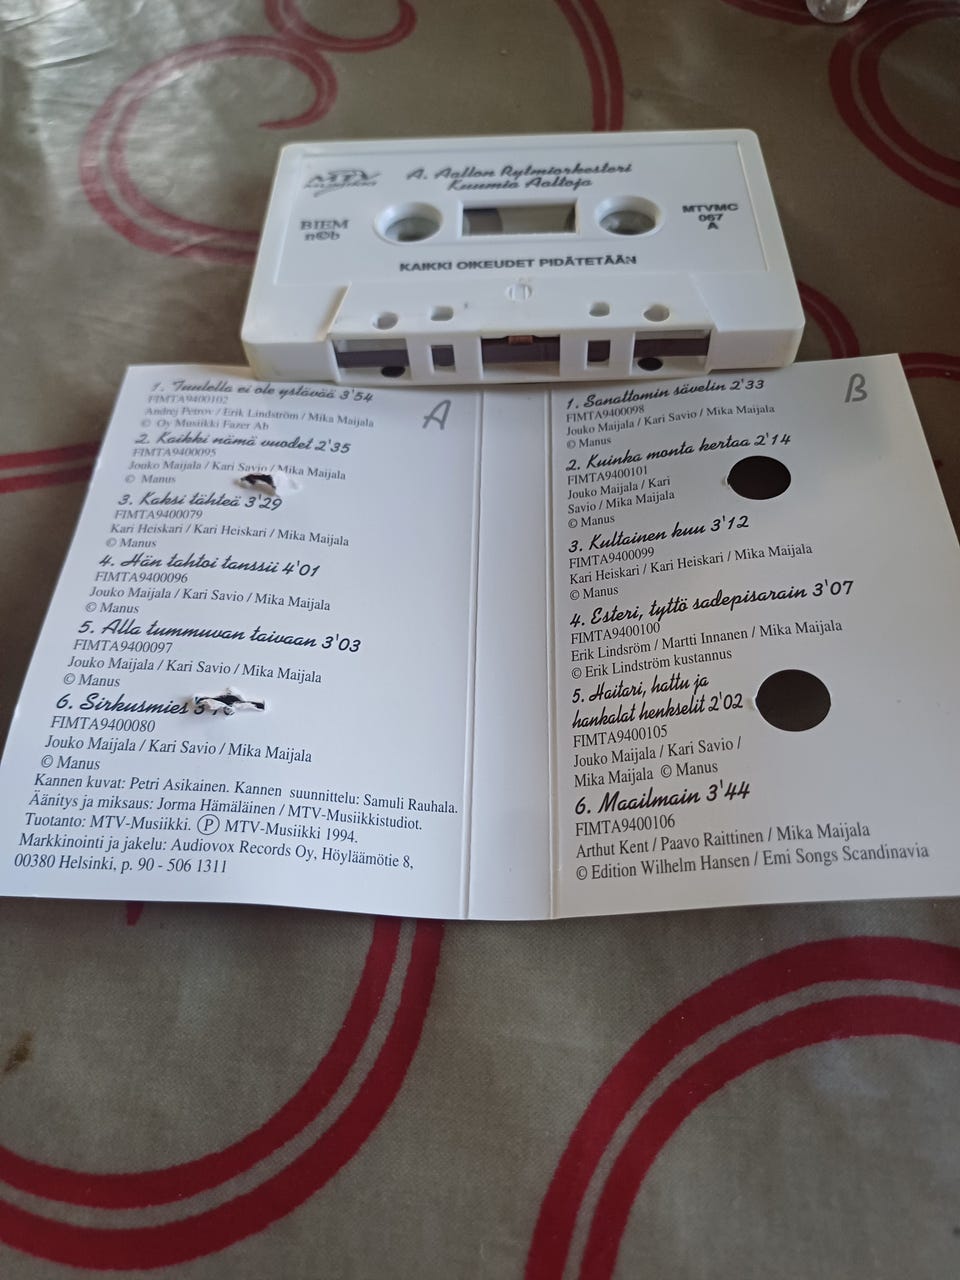 MTV
A. Aallon Rytmiorkesteri
Kuumia Aaltoja
BIEM
n©b
MTVMC
067
A
KAIKKI OIKEUDET PIDÄTETÄÄN
A
1. Tuulella ei ole ystävää 3'54
FIMTA9400102
Andrej Petrov / Erik Lindström / Mika Maijala
© Oy Musiikki Fazer Ab
2. Kaikki nämä vuodet 2'35
FIMTA9400095
Jouko Maijala / Kari Savio / Mika Maijala
© Manus
3. Kaksi tähteä 3'29
FIMTA9400079
Kari Heiskari / Kari Heiskari / Mika Maijala
© Manus
4. Hän tahtoi tanssii 4'01
FIMTA9400096
Jouko Maijala / Kari Savio / Mika Maijala
© Manus
5. Alla tummuvan taivaan 3'03
FIMTA9400097
Jouko Maijala / Kari Savio / Mika Maijala
© Manus
6. Sirkusmies
FIMTA9400080
Jouko Maijala / Kari Savio / Mika Maijala
© Manus
Kannen kuvat: Petri Asikainen. Kannen suunnittelu: Samuli Rauhala.
Äänitys ja miksaus: Jorma Hämäläinen / MTV-Musiikkistudiot.
Tuotanto: MTV-Musiikki. Ⓟ MTV-Musiikki 1994.
Markkinointi ja jakelu: Audiovox Records Oy, Höyläämötie 8,
00380 Helsinki, p. 90 - 506 1311
B
1. Sanattomin sävelin 2'33
FIMTA9400098
Jouko Maijala / Kari Savio / Mika Maijala
© Manus
2. Kuinka monta kertaa 2'14
FIMTA9400101
Jouko Maijala / Kari
Savio / Mika Maijala
© Manus
3. Kultainen kuu 3'12
FIMTA9400099
Kari Heiskari / Kari Heiskari / Mika Maijala
© Manus
4. Esteri, tyttö sadepisarain 3'07
FIMTA9400100
Erik Lindsröm / Martti Innanen / Mika Maijala
© Erik Lindström kustannus
5. Haitari, hattu ja
hankalat henkselit 2'02
FIMTA9400105
Jouko Maijala / Kari Savio /
Mika Maijala © Manus
6. Maailmain 3'44
FIMTA9400106
Arthut Kent / Paavo Raittinen / Mika Maijala
© Edition Wilhelm Hansen / Emi Songs Scandinavia